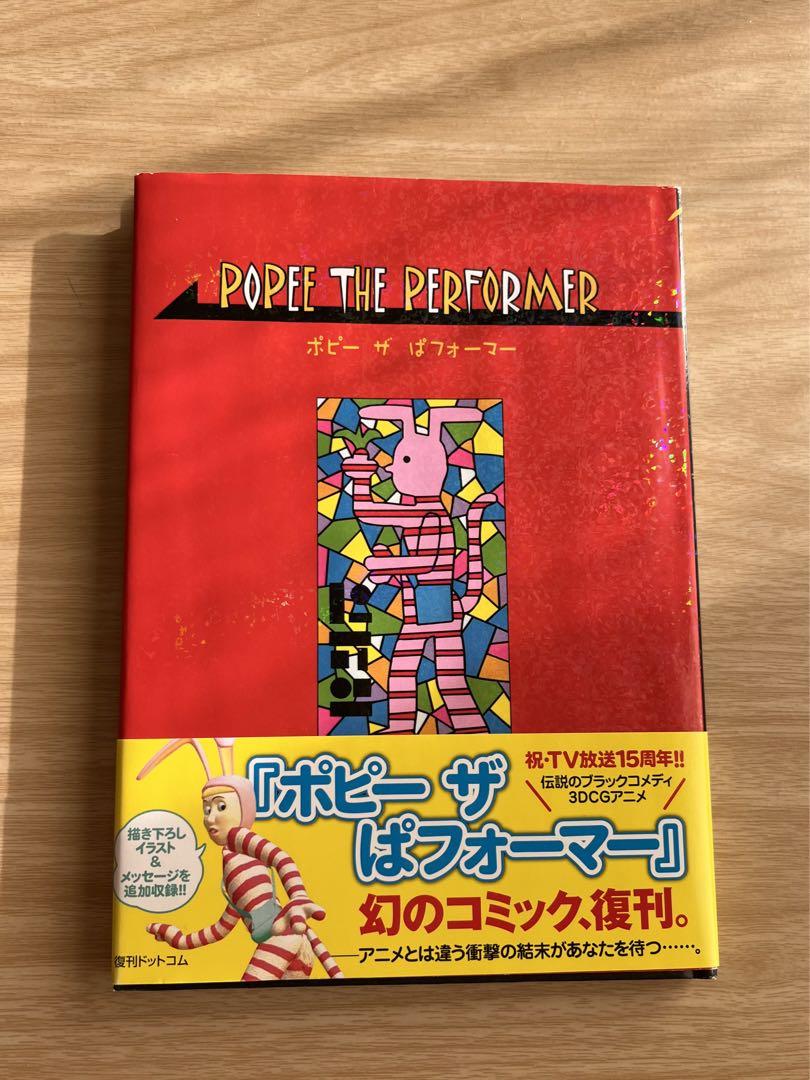 POPEE THE PERFORMER
ポピー ザ ぱフォーマー
祝・TV放送15周年!!
伝説のブラックコメディ
3DCGアニメ
『ポピー ザ
ぱフォーマー』
描き下ろし
イラスト
&
メッセージを
追加収録!!
幻のコミック、復刊。
――アニメとは違う衝撃の結末があなたを待つ……。
復刊ドットコム